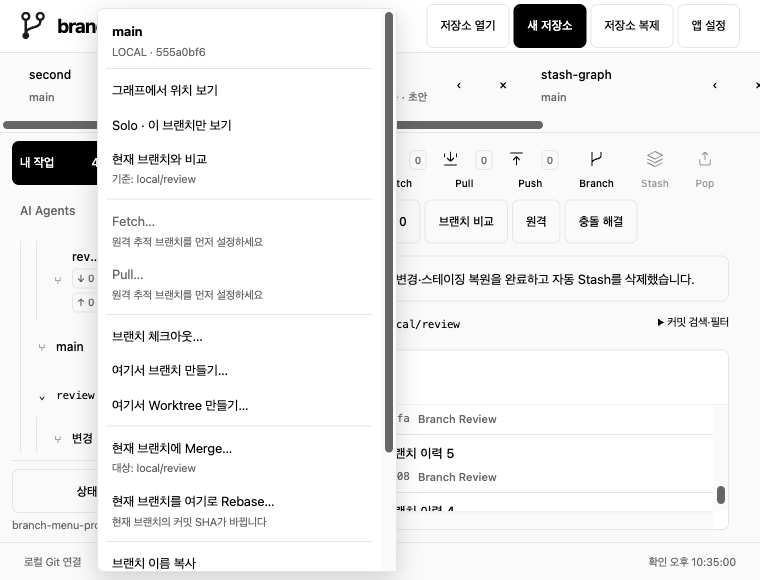 bran
저장소 열기
새 저장소
저장소 복제
앱 설정
second
main
· 초안
stash-graph
main
내 작업
4
AI Agents
rev...
↓ 0
↑ 0
main
review
변경
상태
branch-menu-pro
main
LOCAL · 555a0bf6
그래프에서 위치 보기
Solo · 이 브랜치만 보기
현재 브랜치와 비교
기준: local/review
Fetch...
원격 추적 브랜치를 먼저 설정하세요
Pull...
원격 추적 브랜치를 먼저 설정하세요
브랜치 체크아웃...
여기서 브랜치 만들기...
여기서 Worktree 만들기...
현재 브랜치에 Merge...
대상: local/review
현재 브랜치를 여기로 Rebase...
현재 브랜치의 커밋 SHA가 바뀝니다
브랜치 이름 복사
0
tch
0
Pull
0
Push
Branch
Stash
Pop
0
브랜치 비교
원격
충돌 해결
변경·스테이징 복원을 완료하고 자동 Stash를 삭제했습니다.
cal/review
▶ 커밋 검색·필터
fa Branch Review
랜치 이력 5
08 Branch Review
랜치 이력 4
로컬 Git 연결
확인 오후 10:35:00